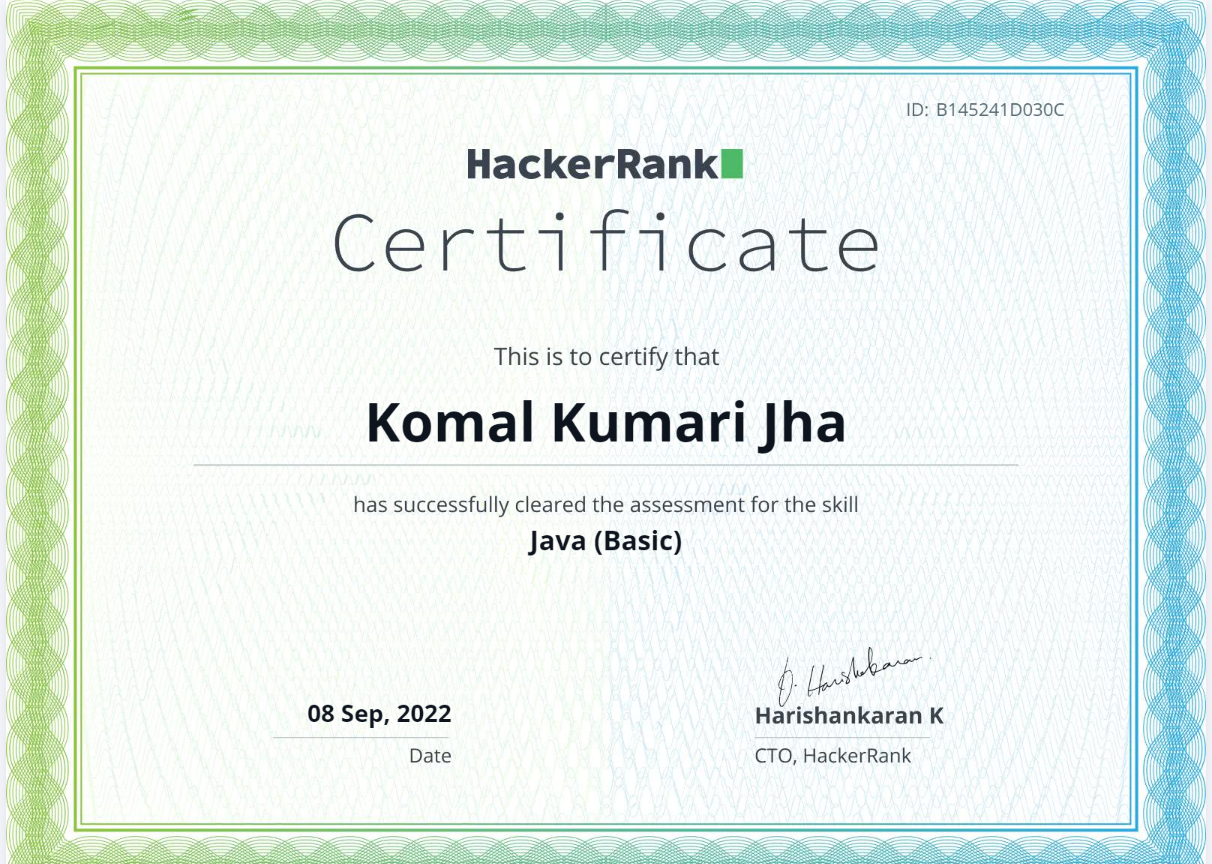 ID: B145241D030C
HackerRank
Certificate
This is to certify that
Komal Kumari Jha
has successfully cleared the assessment for the skill
Java (Basic)
08 Sep, 2022
Date
Harishankaran K
CTO, HackerRank